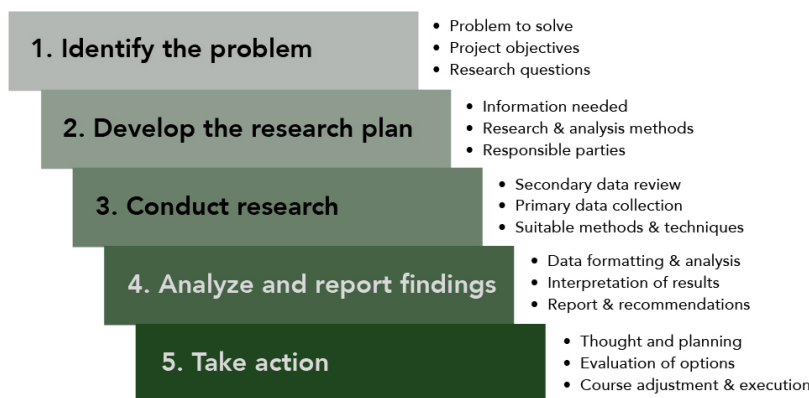 1. Identify the problem
• Problem to solve
• Project objectives
• Research questions
2. Develop the research plan
• Information needed
• Research & analysis methods
• Responsible parties
3. Conduct research
• Secondary data review
• Primary data collection
• Suitable methods & techniques
4. Analyze and report findings
• Data formatting & analysis
• Interpretation of results
• Report & recommendations
5. Take action
• Thought and planning
• Evaluation of options
• Course adjustment & execution